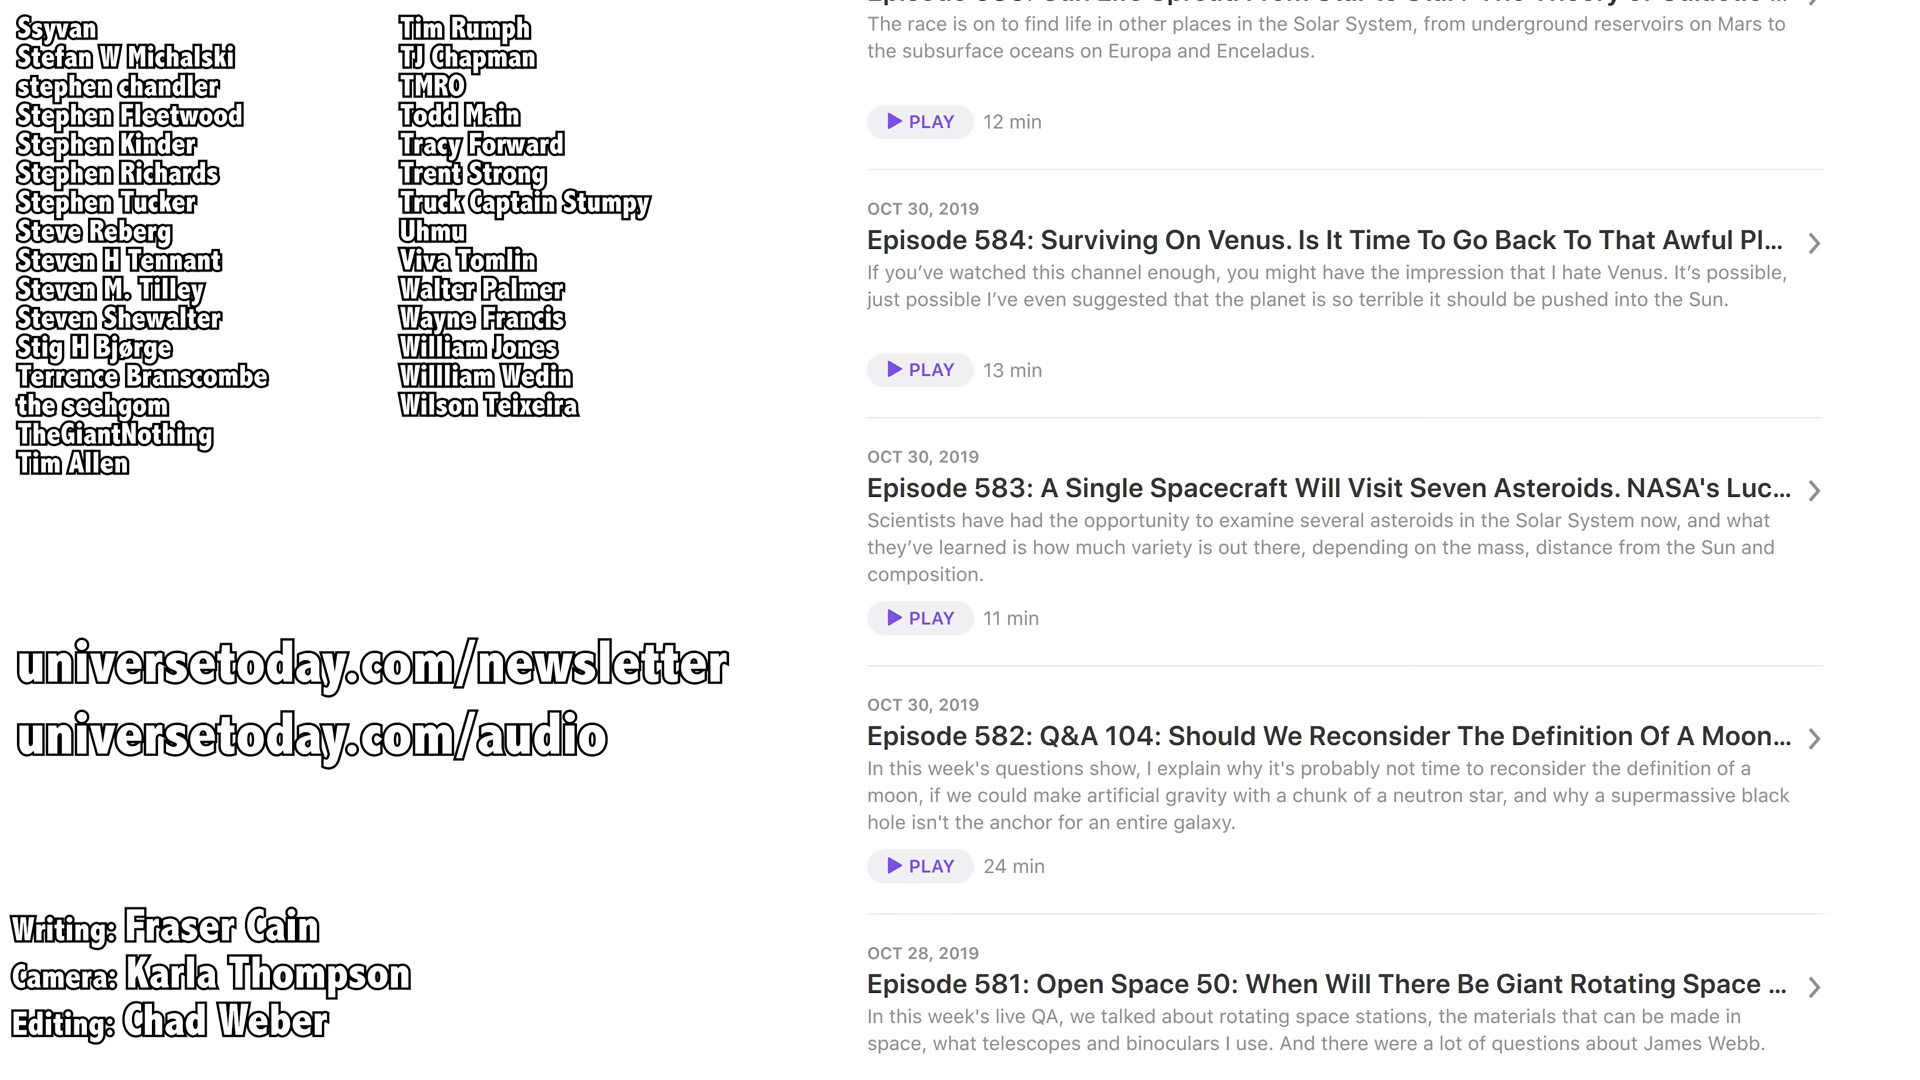 Ssyvan
Stefan W Michalski
stephen chandler
Stephen Fleetwood
Stephen Kinder
Stephen Richards
Stephen Tucker
Steve Reberg
Steven H Tennant
Steven M. Tilley
Steven Shewalter
Stig H Bjørge
Terrence Branscombe
the seehgom
TheGiantNothing
Tim Allen
Tim Rumph
TJ Chapman
TMRO
Todd Main
Tracy Forward
Trent Strong
Truck Captain Stumpy
Uhmu
Viva Tomlin
Walter Palmer
Wayne Francis
William Jones
Willliam Wedin
Wilson Teixeira
universetoday.com/newsletter
universetoday.com/audio
Writing: Fraser Cain
Camera: Karla Thompson
Editing: Chad Weber
The race is on to find life in other places in the Solar System, from underground reservoirs on Mars to
the subsurface oceans on Europa and Enceladus.
PLAY 12 min
OCT 30, 2019
Episode 584: Surviving On Venus. Is It Time To Go Back To That Awful Pl...
If you’ve watched this channel enough, you might have the impression that I hate Venus. It’s possible,
just possible I’ve even suggested that the planet is so terrible it should be pushed into the Sun.
PLAY 13 min
OCT 30, 2019
Episode 583: A Single Spacecraft Will Visit Seven Asteroids. NASA's Luc...
Scientists have had the opportunity to examine several asteroids in the Solar System now, and what
they’ve learned is how much variety is out there, depending on the mass, distance from the Sun and
composition.
PLAY 11 min
OCT 30, 2019
Episode 582: Q&A 104: Should We Reconsider The Definition Of A Moon...
In this week's questions show, I explain why it's probably not time to reconsider the definition of a
moon, if we could make artificial gravity with a chunk of a neutron star, and why a supermassive black
hole isn't the anchor for an entire galaxy.
PLAY 24 min
OCT 28, 2019
Episode 581: Open Space 50: When Will There Be Giant Rotating Space ...
In this week's live QA, we talked about rotating space stations, the materials that can be made in
space, what telescopes and binoculars I use. And there were a lot of questions about James Webb.